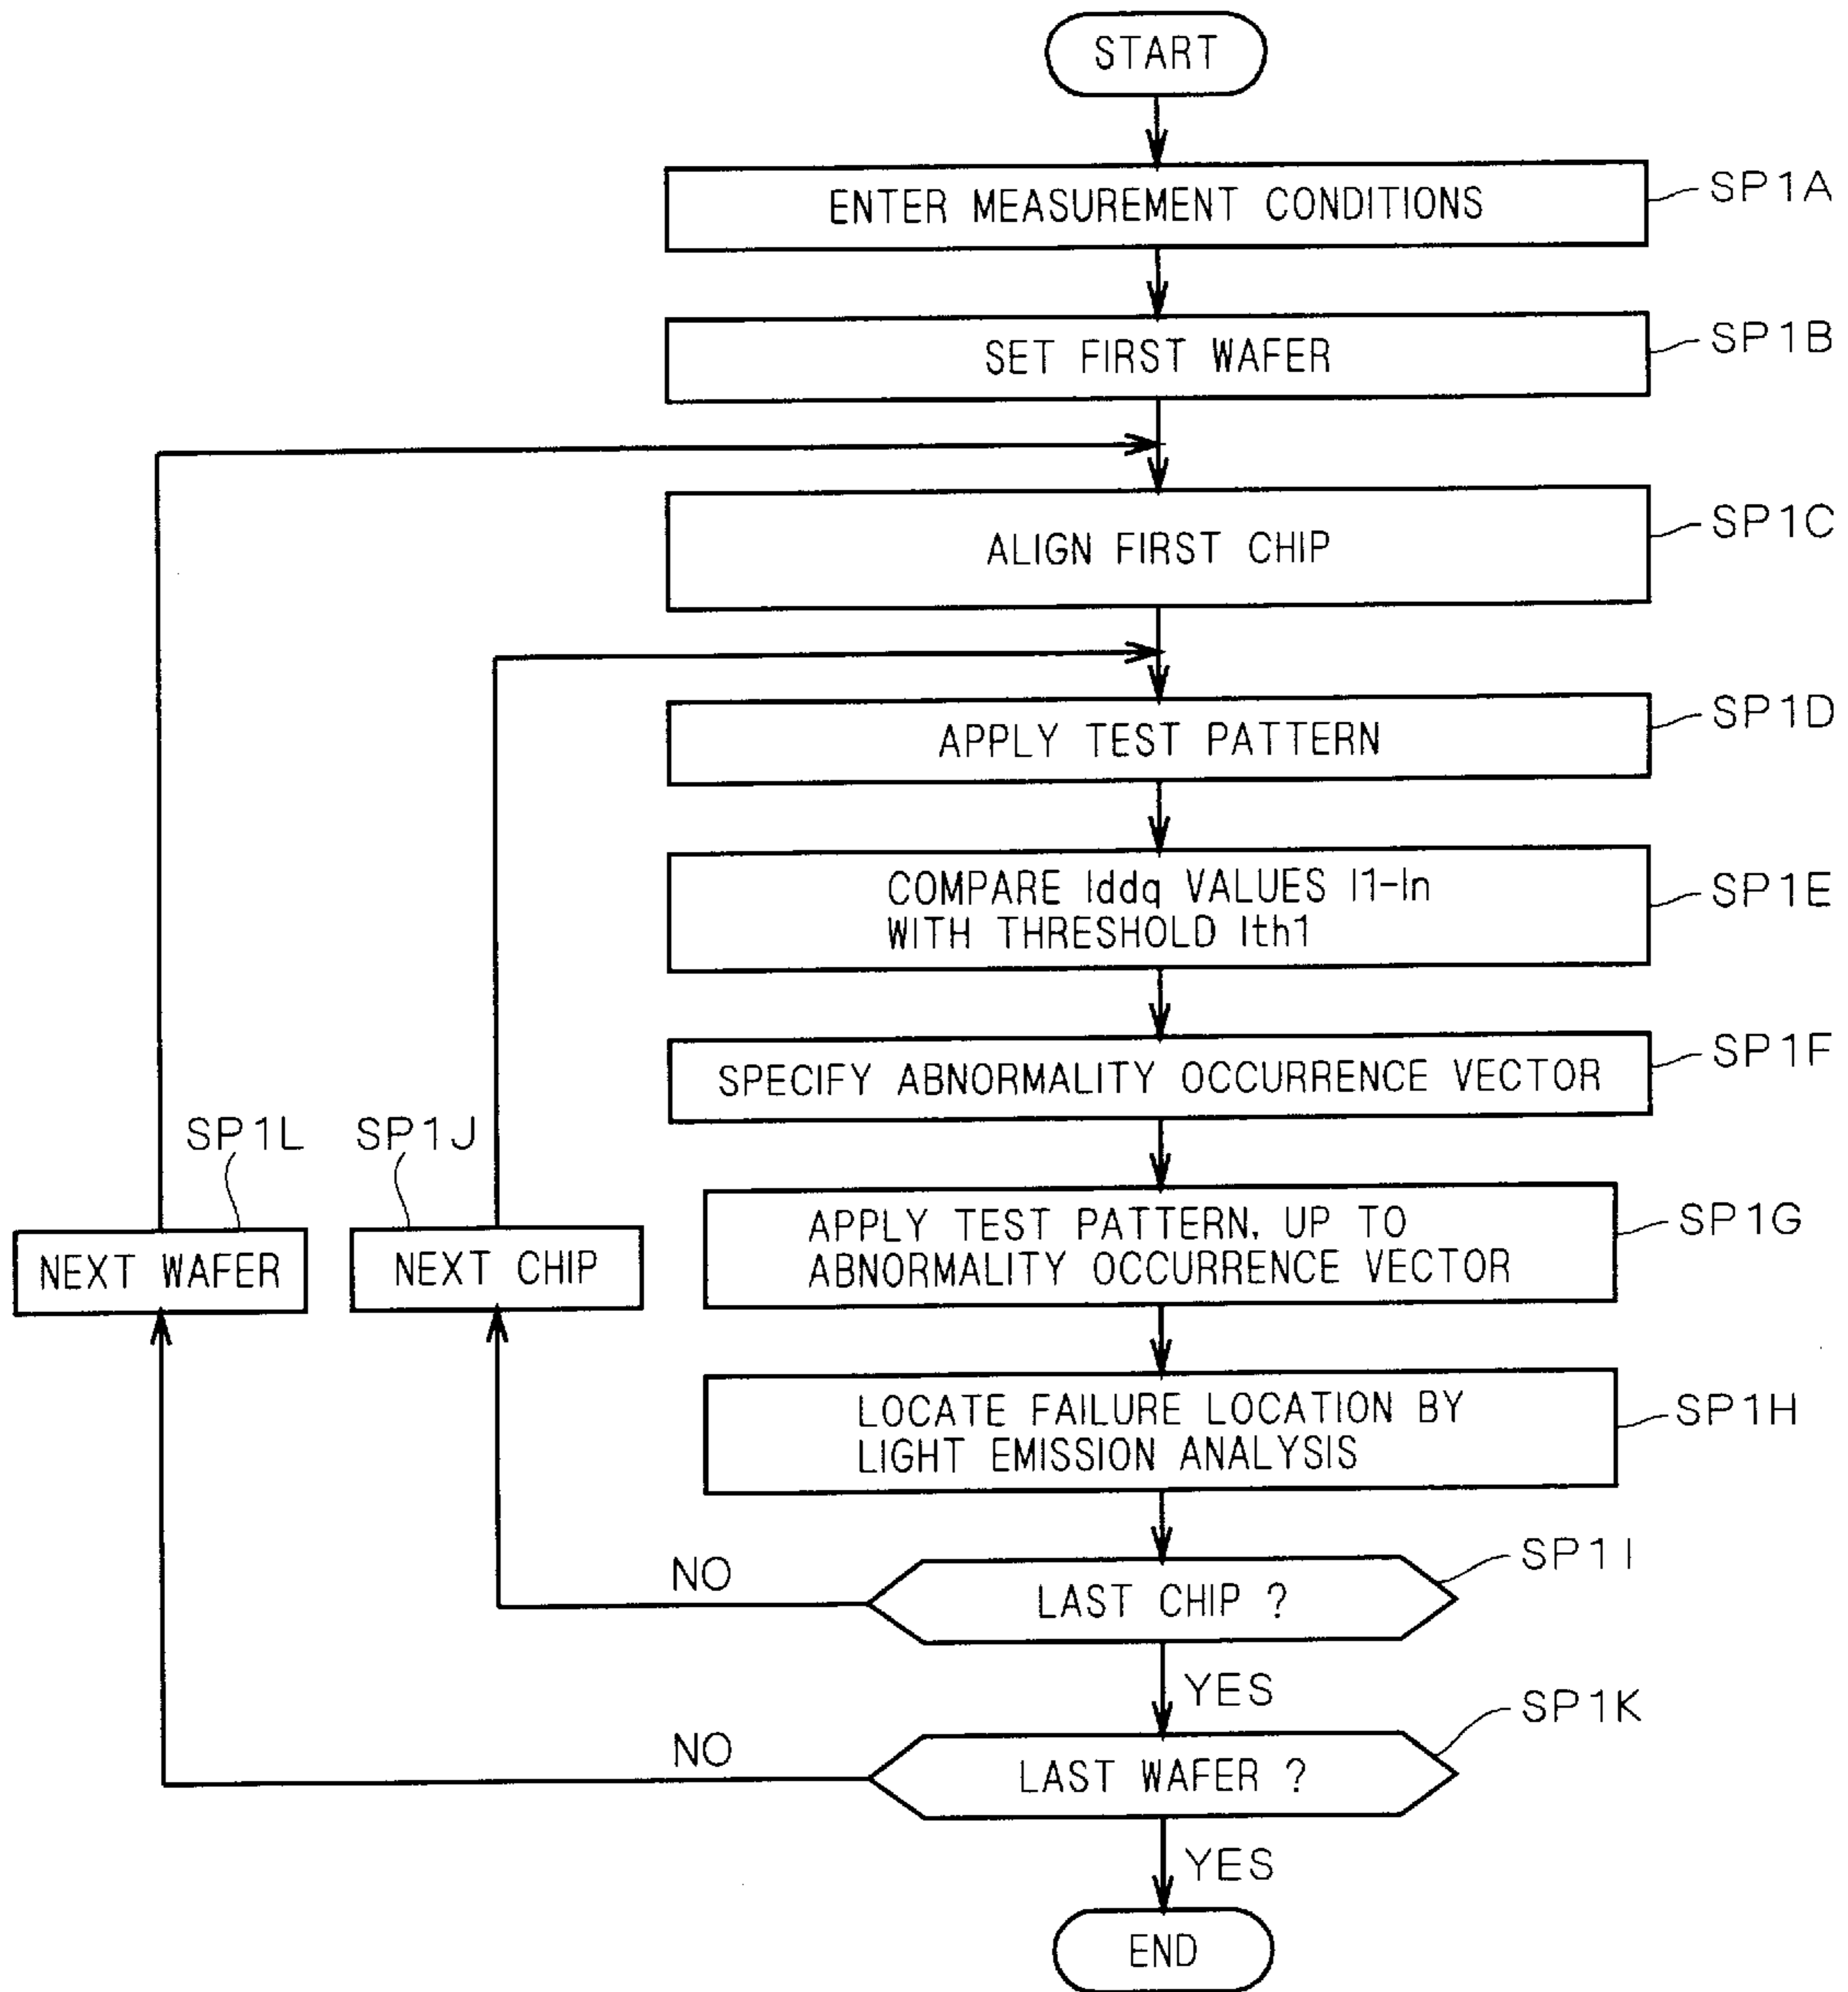 START
ENTER MEASUREMENT CONDITIONS
SP1A
SET FIRST WAFER
SP1B
ALIGN FIRST CHIP
SP1C
APPLY TEST PATTERN
SP1D
COMPARE Iddq VALUES I1-In
WITH THRESHOLD Ith1
SP1E
SPECIFY ABNORMALITY OCCURRENCE VECTOR
SP1F
SP1L
SP1J
NEXT WAFER
NEXT CHIP
APPLY TEST PATTERN, UP TO
ABNORMALITY OCCURRENCE VECTOR
SP1G
LOCATE FAILURE LOCATION BY
LIGHT EMISSION ANALYSIS
SP1H
NO
LAST CHIP ?
SP1I
YES
NO
LAST WAFER ?
SP1K
YES
END